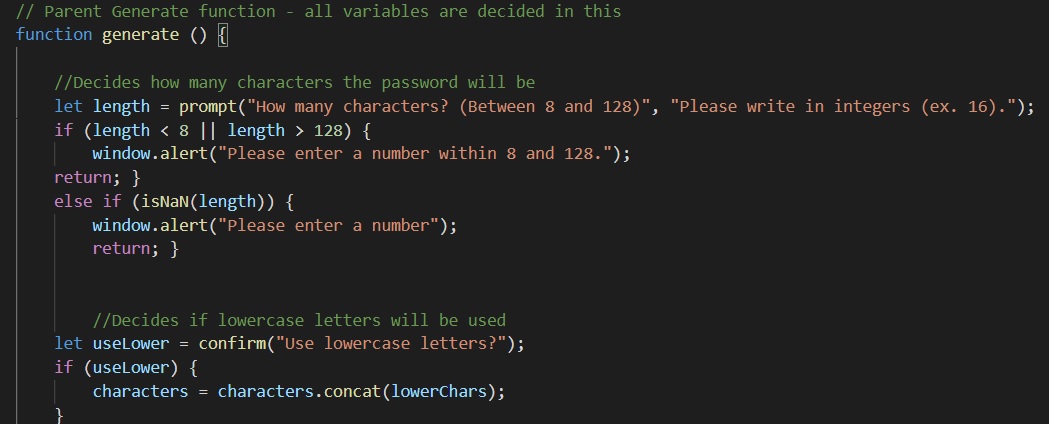 // Parent Generate function - all variables are decided in this
function generate () {
//Decides how many characters the password will be
let length = prompt("How many characters? (Between 8 and 128)", "Please write in integers (ex. 16).");
if (length < 8 || length > 128) {
window.alert("Please enter a number within 8 and 128.");
return; }
else if (isNaN(length)) {
window.alert("Please enter a number");
return; }
//Decides if lowercase letters will be used
let useLower = confirm("Use lowercase letters?");
if (useLower) {
characters = characters.concat(lowerChars);
}